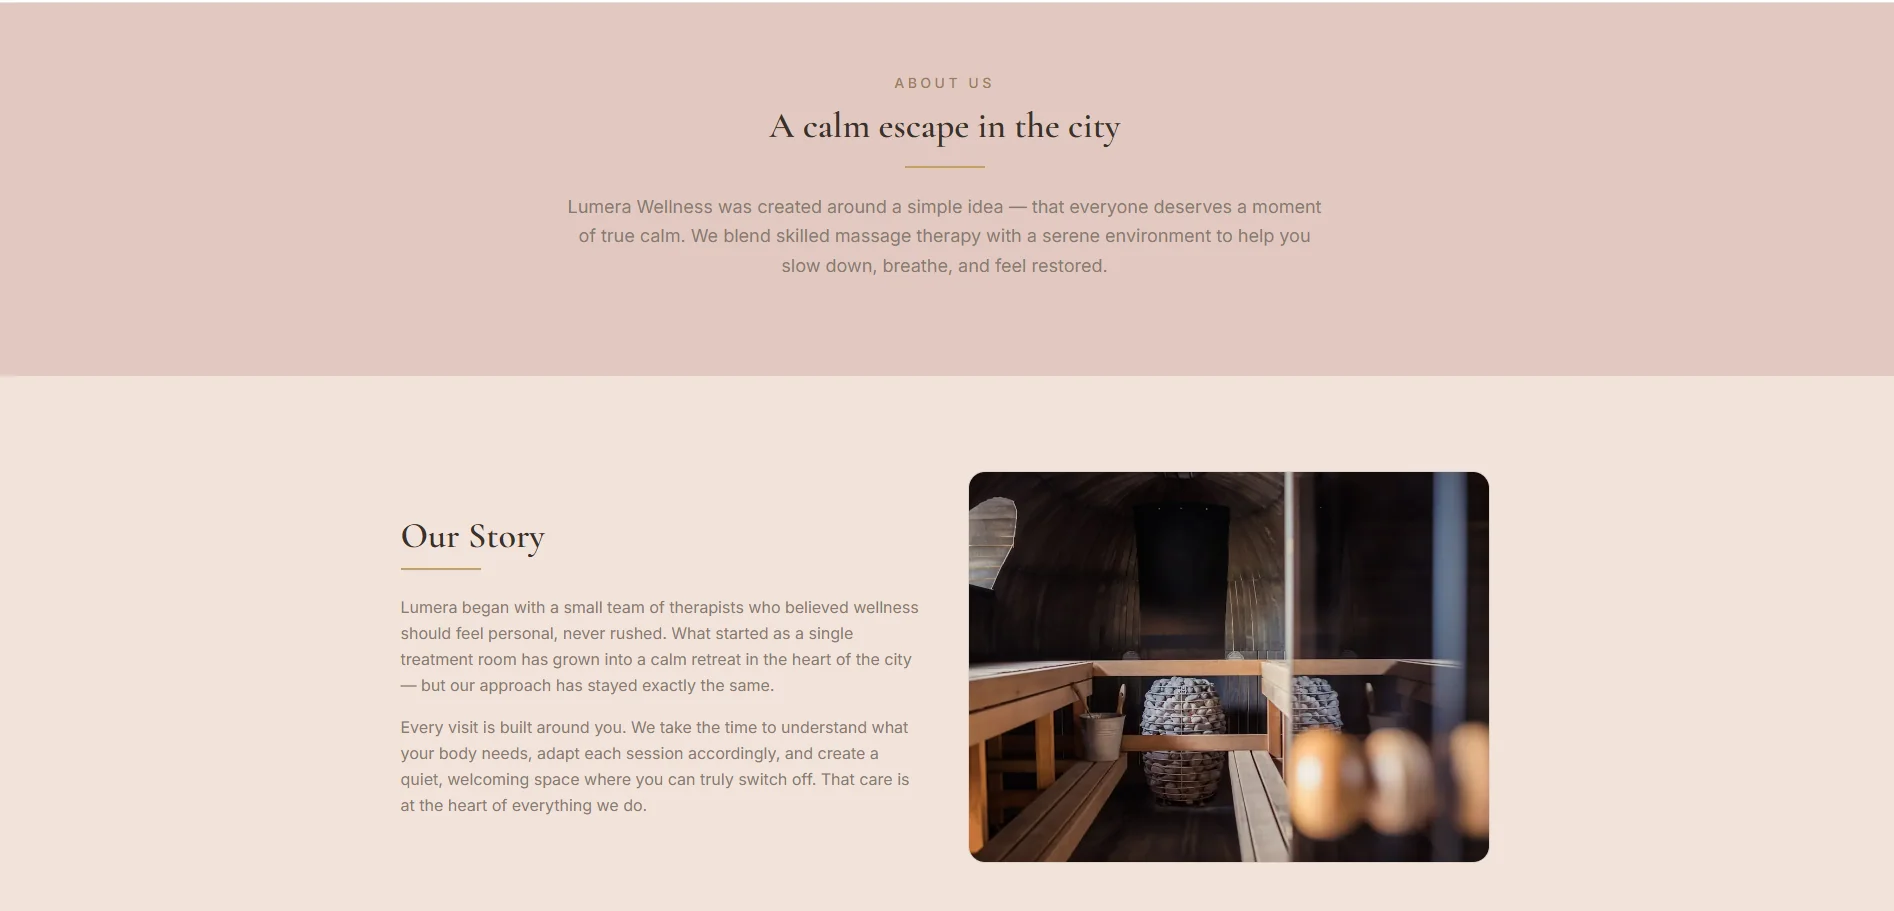 ABOUT US
A calm escape in the city
Lumera Wellness was created around a simple idea — that everyone deserves a moment
of true calm. We blend skilled massage therapy with a serene environment to help you
slow down, breathe, and feel restored.
Our Story
Lumera began with a small team of therapists who believed wellness
should feel personal, never rushed. What started as a single
treatment room has grown into a calm retreat in the heart of the city
— but our approach has stayed exactly the same.
Every visit is built around you. We take the time to understand what
your body needs, adapt each session accordingly, and create a
quiet, welcoming space where you can truly switch off. That care is
at the heart of everything we do.